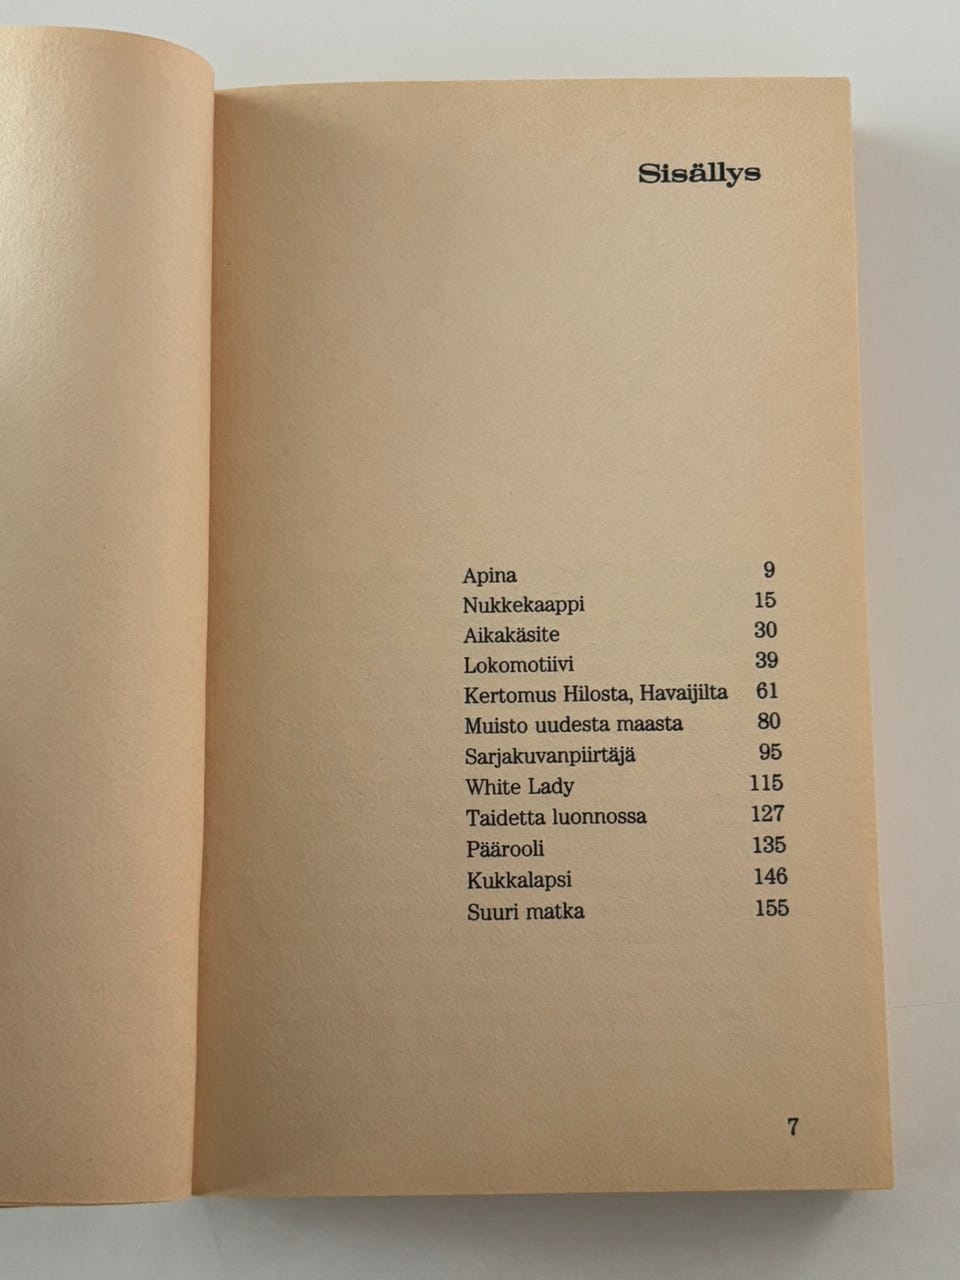 Sisällys
Apina 9
Nukkekaappi 15
Aikakäsite 30
Lokomotiivi 39
Kertomus Hilosta, Havaijilta 61
Muisto uudesta maasta 80
Sarjakuvanpiirtäjä 95
White Lady 115
Taidetta luonnossa 127
Päärooli 135
Kukkalapsi 146
Suuri matka 155
7